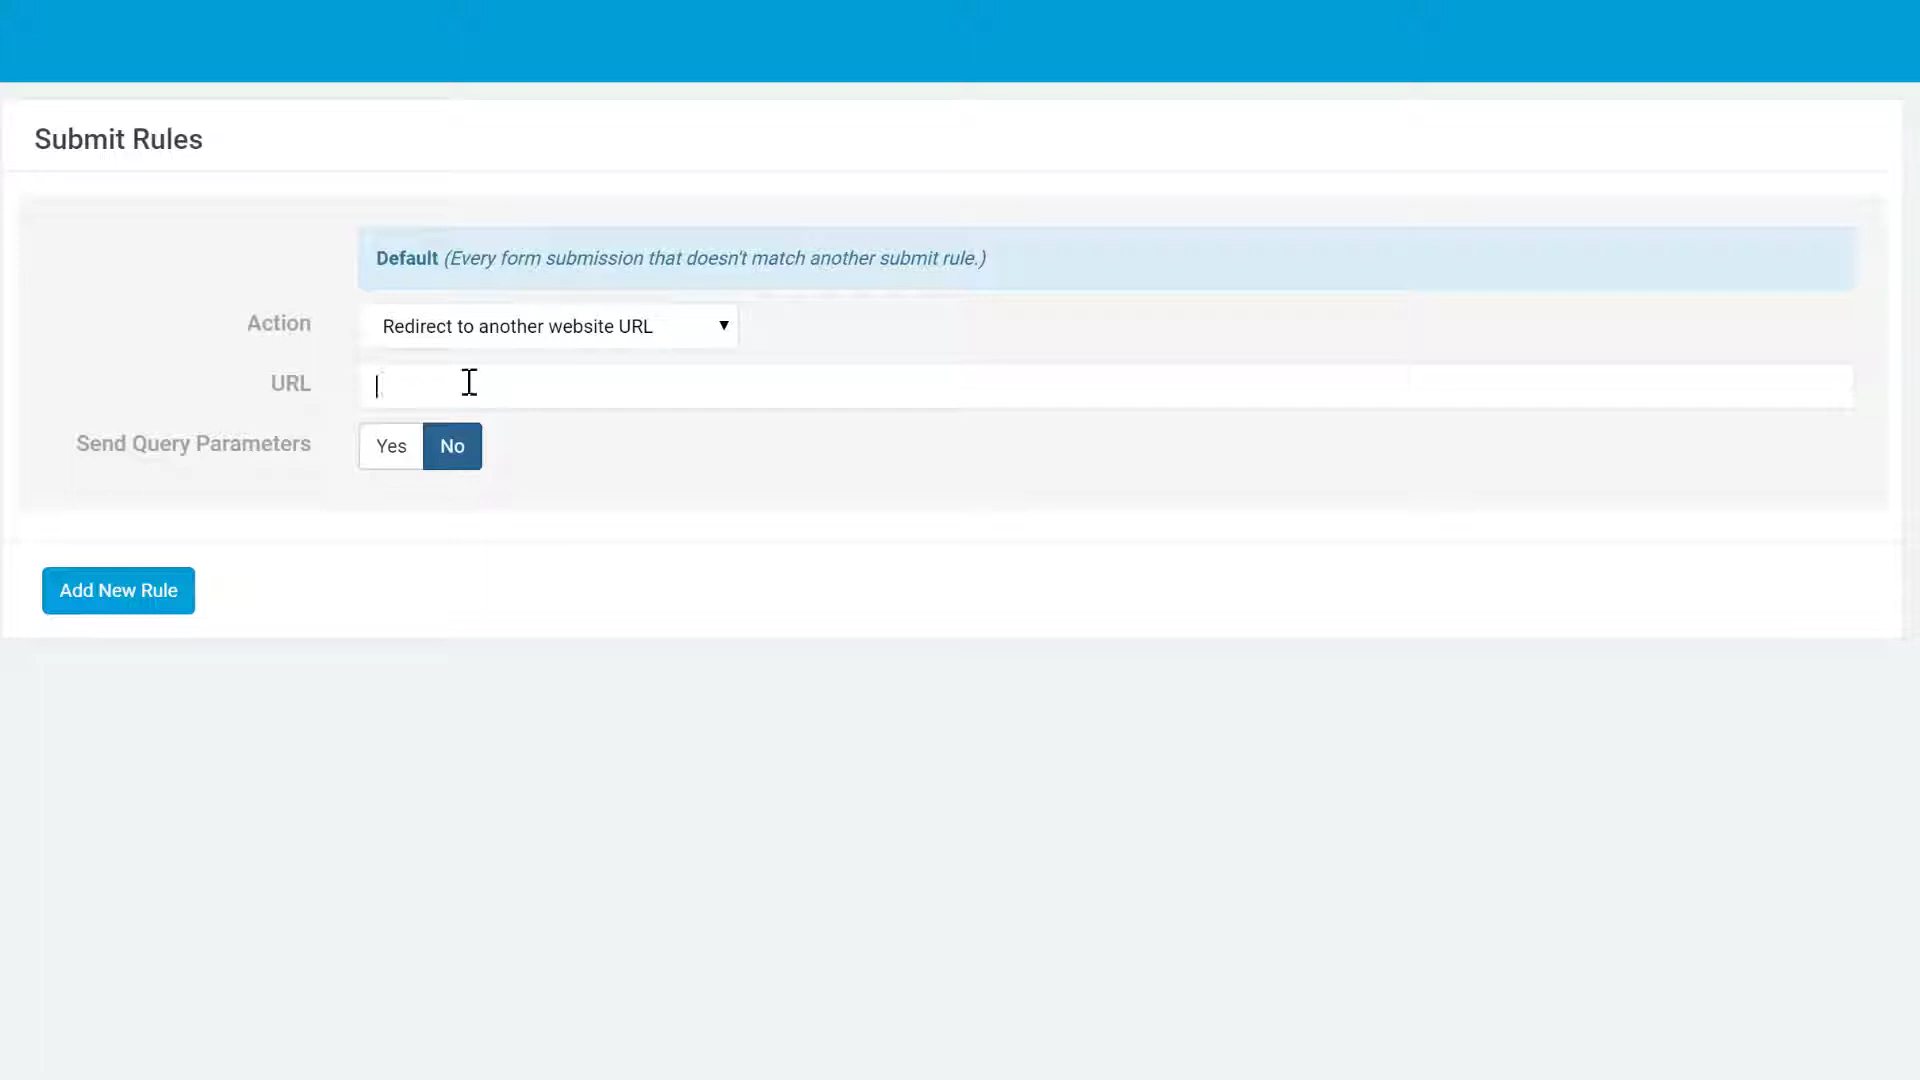 Submit Rules
Default (Every form submission that doesn't match another submit rule.)
Action
Redirect to another website URL
URL
Send Query Parameters
Yes
No
Add New Rule